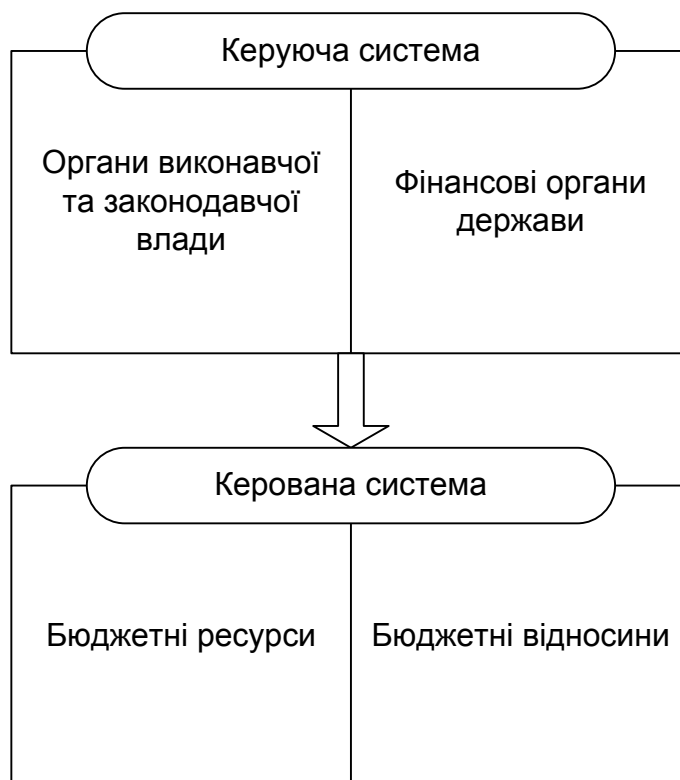 Керуюча система
Органи виконавчої
та законодавчої
влади
Фінансові органи
держави
Керована система
Бюджетні ресурси
Бюджетні відносини